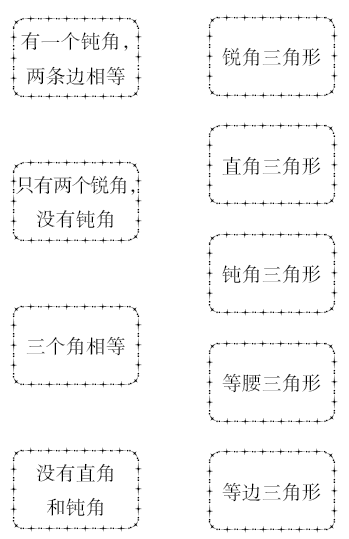 有一个钝角，
两条边相等
只有两个锐角，
没有钝角
三个角相等
没有直角
和钝角
锐角三角形
直角三角形
钝角三角形
等腰三角形
等边三角形